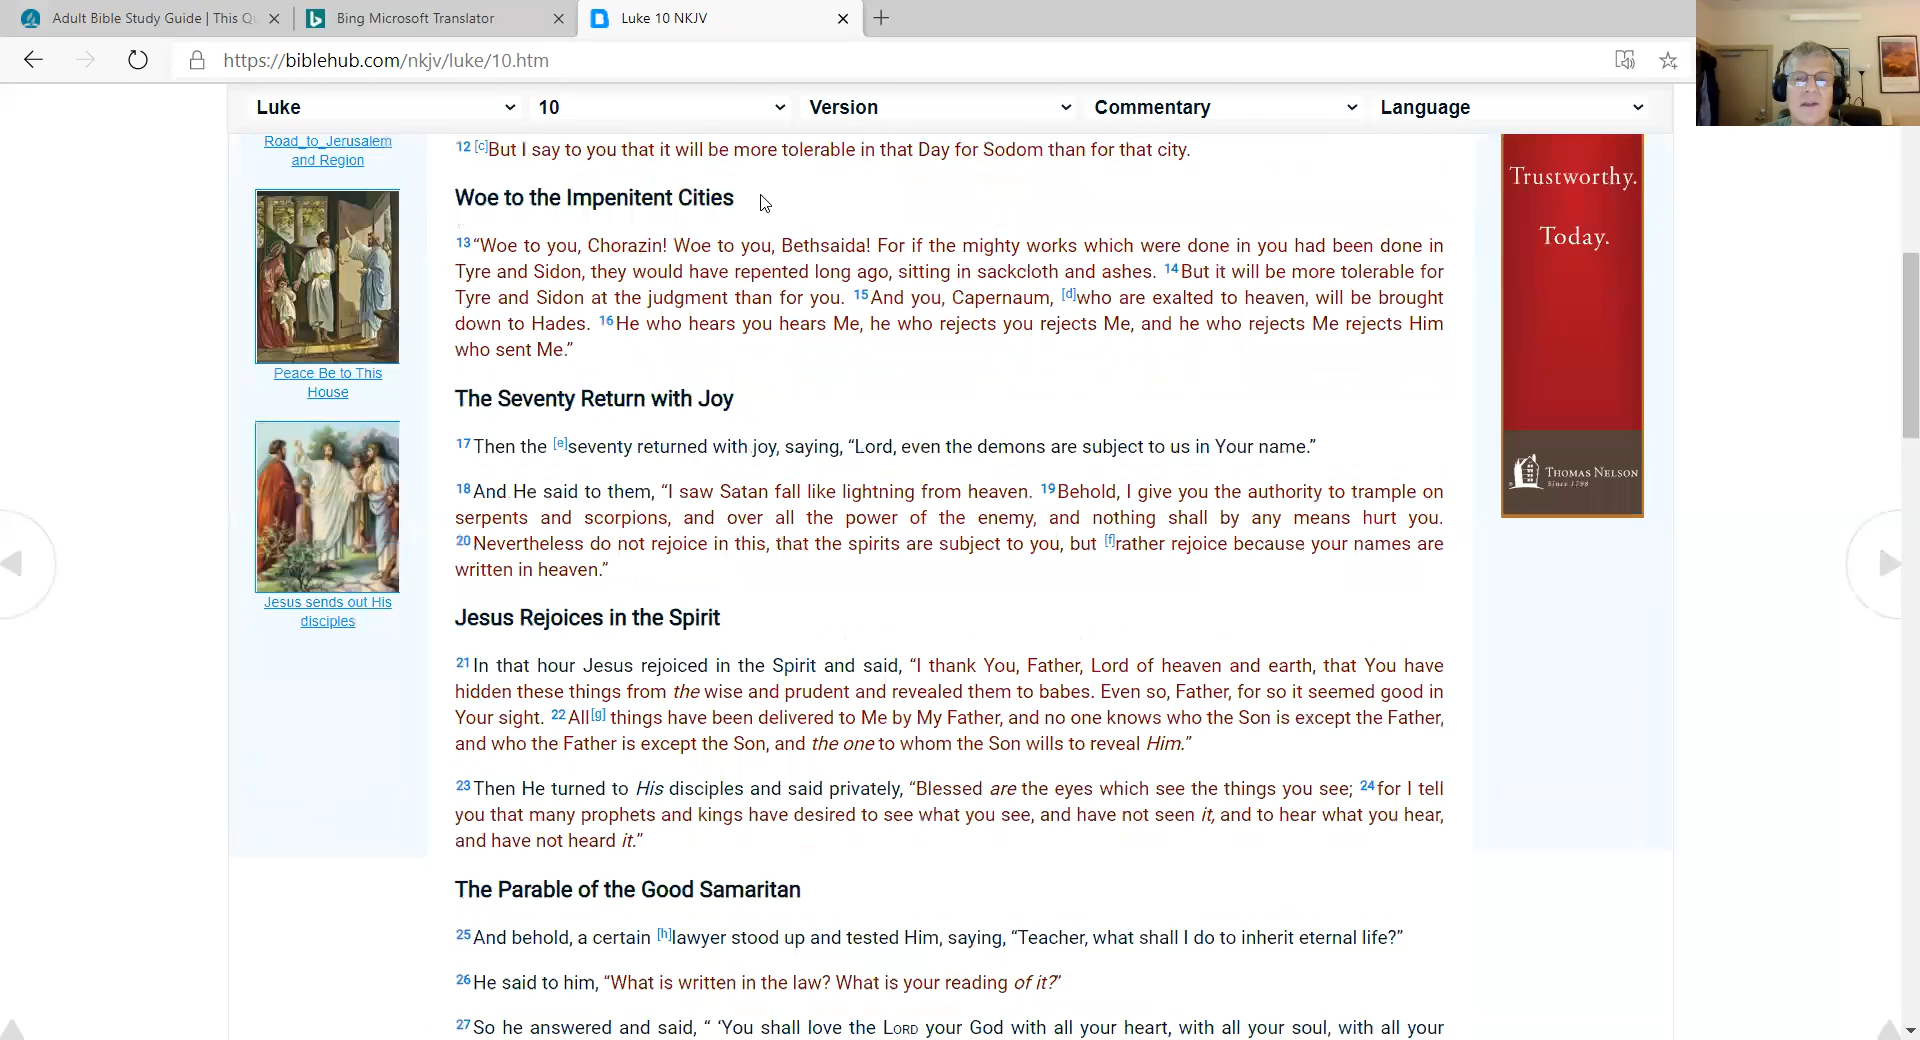 Adult Bible Study Guide | This Qu
Bing Microsoft Translator
Luke 10 NKJV
https://biblehub.com/nkjv/luke/10.htm
Luke 10 Version Commentary Language
Road_to_Jerusalem
and Region
Peace Be to This
House
Jesus sends out His
disciples
12 [c]But I say to you that it will be more tolerable in that Day for Sodom than for that city.
Woe to the Impenitent Cities
13 “Woe to you, Chorazin! Woe to you, Bethsaida! For if the mighty works which were done in you had been done in
Tyre and Sidon, they would have repented long ago, sitting in sackcloth and ashes. 14 But it will be more tolerable for
Tyre and Sidon at the judgment than for you. 15 And you, Capernaum, [d]who are exalted to heaven, will be brought
down to Hades. 16 He who hears you hears Me, he who rejects you rejects Me, and he who rejects Me rejects Him
who sent Me.”
The Seventy Return with Joy
17 Then the [e]seventy returned with joy, saying, “Lord, even the demons are subject to us in Your name.”
18 And He said to them, “I saw Satan fall like lightning from heaven. 19 Behold, I give you the authority to trample on
serpents and scorpions, and over all the power of the enemy, and nothing shall by any means hurt you.
20 Nevertheless do not rejoice in this, that the spirits are subject to you, but [f]rather rejoice because your names are
written in heaven.”
Jesus Rejoices in the Spirit
21 In that hour Jesus rejoiced in the Spirit and said, “I thank You, Father, Lord of heaven and earth, that You have
hidden these things from the wise and prudent and revealed them to babes. Even so, Father, for so it seemed good in
Your sight. 22 All[g] things have been delivered to Me by My Father, and no one knows who the Son is except the Father,
and who the Father is except the Son, and the one to whom the Son wills to reveal Him.”
23 Then He turned to His disciples and said privately, “Blessed are the eyes which see the things you see; 24 for I tell
you that many prophets and kings have desired to see what you see, and have not seen it, and to hear what you hear,
and have not heard it.”
The Parable of the Good Samaritan
25 And behold, a certain [h]lawyer stood up and tested Him, saying, “Teacher, what shall I do to inherit eternal life?”
26 He said to him, “What is written in the law? What is your reading of it?”
27 So he answered and said, “ ‘You shall love the LORD your God with all your heart, with all your soul, with all your
Trustworthy.
Today.
THOMAS NELSON
Since 1798